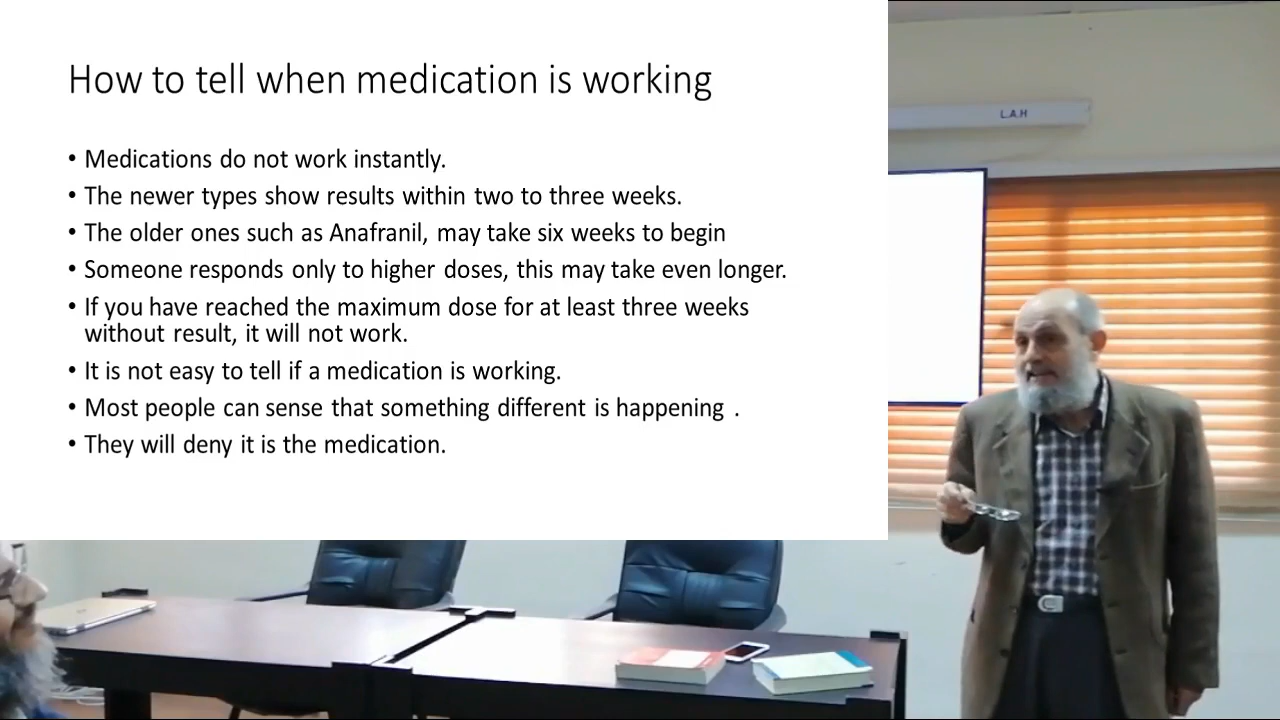 How to tell when medication is working
• Medications do not work instantly.
• The newer types show results within two to three weeks.
• The older ones such as Anafranil, may take six weeks to begin
• Someone responds only to higher doses, this may take even longer.
• If you have reached the maximum dose for at least three weeks
without result, it will not work.
• It is not easy to tell if a medication is working.
• Most people can sense that something different is happening .
• They will deny it is the medication.
L.A.H